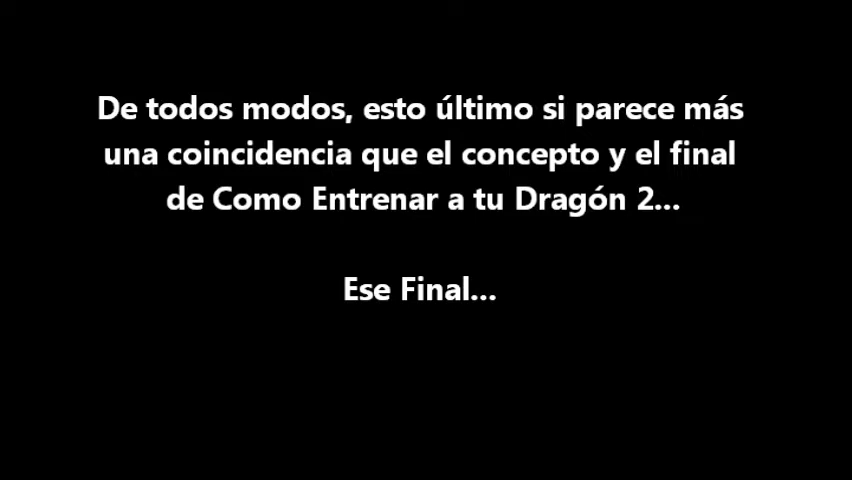 De todos modos, esto último si parece más
una coincidencia que el concepto y el final
de Como Entrenar a tu Dragón 2...
Ese Final...